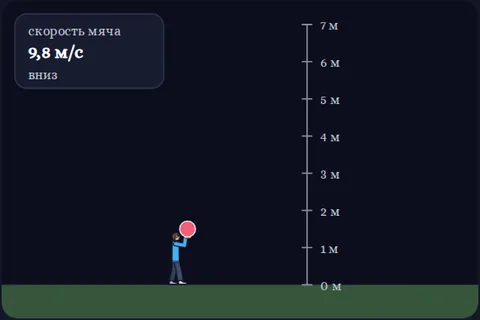 скорость мяча
9,8 м/с
вниз
7 м
6 м
5 м
4 м
3 м
2 м
1 м
0 м